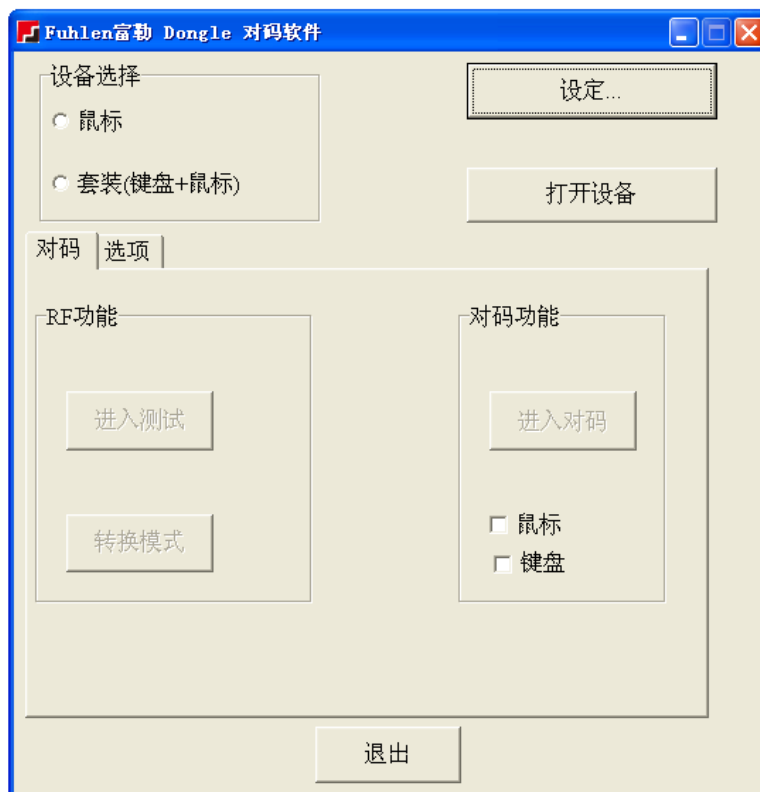 Fuhlen富勒 Dongle 对码软件
设备选择
鼠标
套装(键盘+鼠标)
设定...
打开设备
对码
选项
RF功能
进入测试
转换模式
对码功能
进入对码
鼠标
键盘
退出